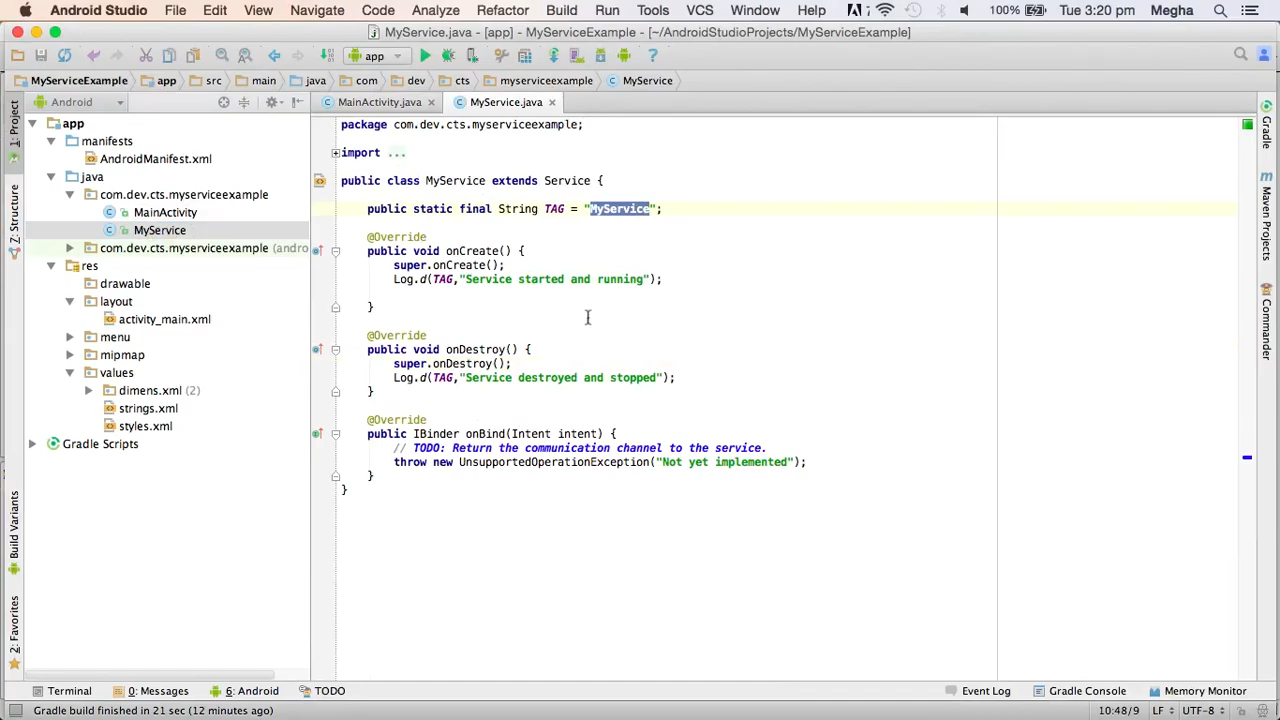 Android Studio File Edit View Navigate Code Analyze Refactor Build Run Tools VCS Window Help 100% Tue 3:20 pm Megha
MyService.java - [app] - MyServiceExample - [~/AndroidStudioProjects/MyServiceExample]
app
MyServiceExample app src main java com dev cts myserviceexample MyService
Android MainActivity.java MyService.java
1: Project
Z: Structure
Build Variants
2: Favorites
app
manifests
AndroidManifest.xml
java
com.dev.cts.myserviceexample
MainActivity
MyService
com.dev.cts.myserviceexample (andro
res
drawable
layout
activity_main.xml
menu
mipmap
values
dimens.xml (2)
strings.xml
styles.xml
Gradle Scripts
package com.dev.cts.myserviceexample;
import ...
public class MyService extends Service {
public static final String TAG = "MyService";
@Override
public void onCreate() {
super.onCreate();
Log.d(TAG,"Service started and running");
}
@Override
public void onDestroy() {
super.onDestroy();
Log.d(TAG,"Service destroyed and stopped");
}
@Override
public IBinder onBind(Intent intent) {
// TODO: Return the communication channel to the service.
throw new UnsupportedOperationException("Not yet implemented");
}
}
Gradle
Maven Projects
Commander
Terminal 0: Messages 6: Android TODO Event Log Gradle Console Memory Monitor
Gradle build finished in 21 sec (12 minutes ago) 10:48/9 LF UTF-8